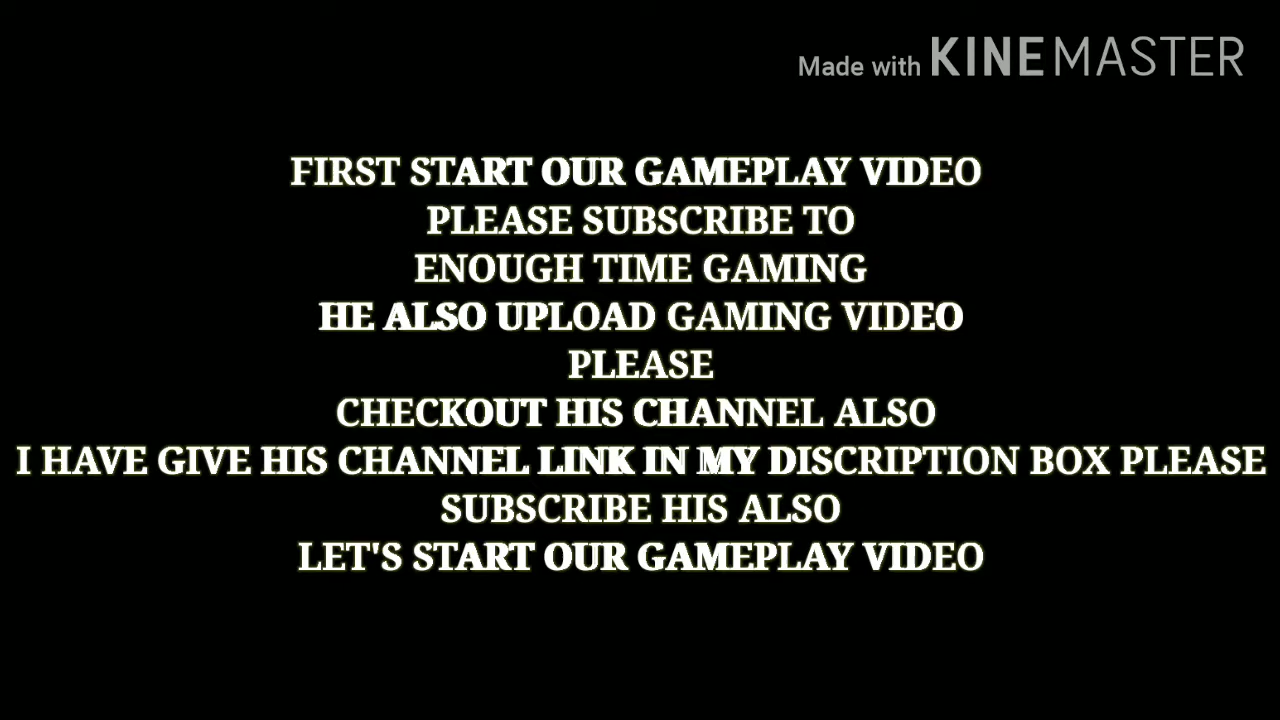 Made with KINEMASTER
FIRST START OUR GAMEPLAY VIDEO
PLEASE SUBSCRIBE TO
ENOUGH TIME GAMING
HE ALSO UPLOAD GAMING VIDEO
PLEASE
CHECKOUT HIS CHANNEL ALSO
I HAVE GIVE HIS CHANNEL LINK IN MY DISCRIPTION BOX PLEASE
SUBSCRIBE HIS ALSO
LET'S START OUR GAMEPLAY VIDEO